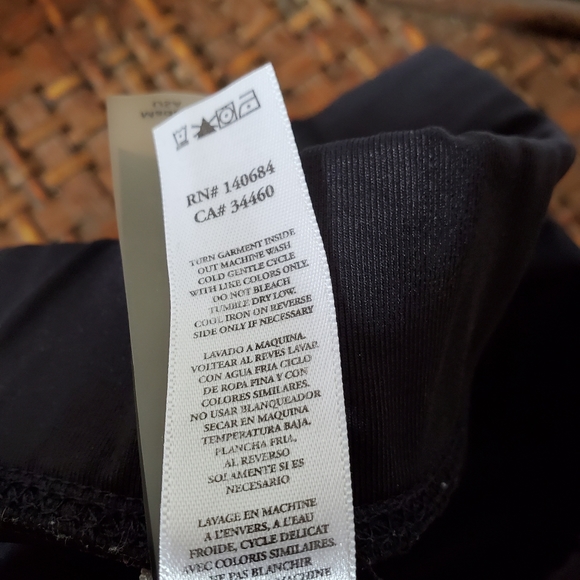 RN# 140684
CA# 34460
TURN GARMENT INSIDE
OUT MACHINE WASH
COLD GENTLE CYCLE
WITH LIKE COLORS ONLY.
DO NOT BLEACH
TUMBLE DRY LOW.
COOL IRON ON REVERSE
SIDE ONLY IF NECESSARY
LAVADO A MAQUINA.
VOLTEAR AL REVES LAVAR
CON AGUA FRIA CICLO
DE ROPA FINA Y CON
COLORES SIMILARES.
NO USAR BLANQUEADOR
SECAR EN MAQUINA
TEMPERATURA BAJA.
PLANCHA FRIA,
AL REVERSO
SOLAMENTE SI ES
NECESARIO
LAVAGE EN MACHINE
A L'ENVERS, A L'EAU
FROIDE, CYCLE DELICAT
AVEC COLORIS SIMILAIRES.
NE PAS BLANCHIR